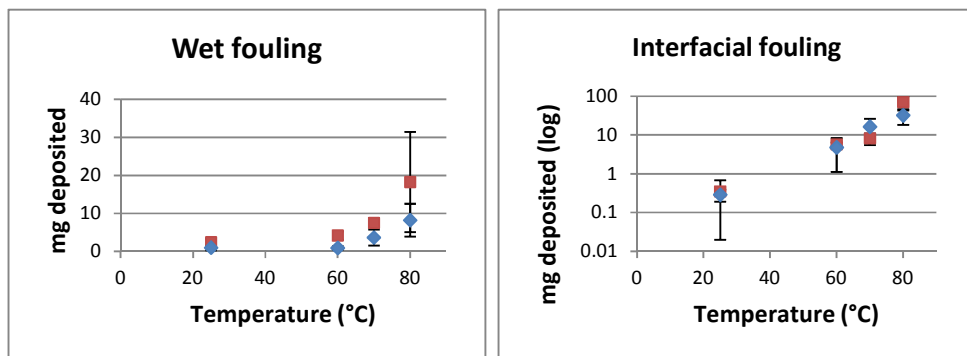 Wet fouling
mg deposited
40
30
20
10
0
0 20 40 60 80
Temperature (°C)
Interfacial fouling
mg deposited (log)
100
10
1
0.1
0.01
0 20 40 60 80
Temperature (°C)